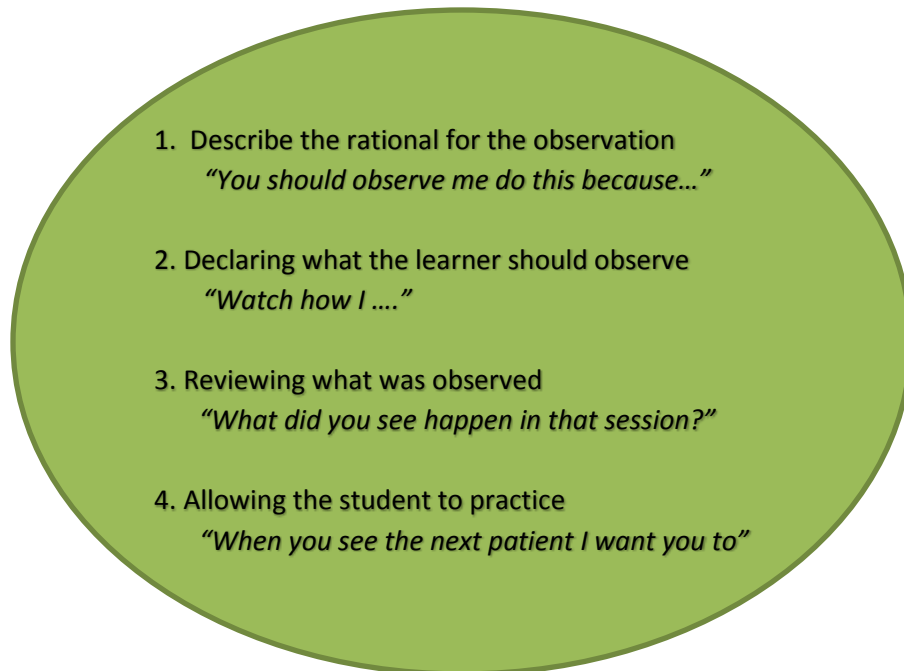 1.  Describe the rational for the observation
“You should observe me do this because…”
2. Declaring what the learner should observe
“Watch how I ….”
3. Reviewing what was observed
“What did you see happen in that session?”
4. Allowing the student to practice
“When you see the next patient I want you to”